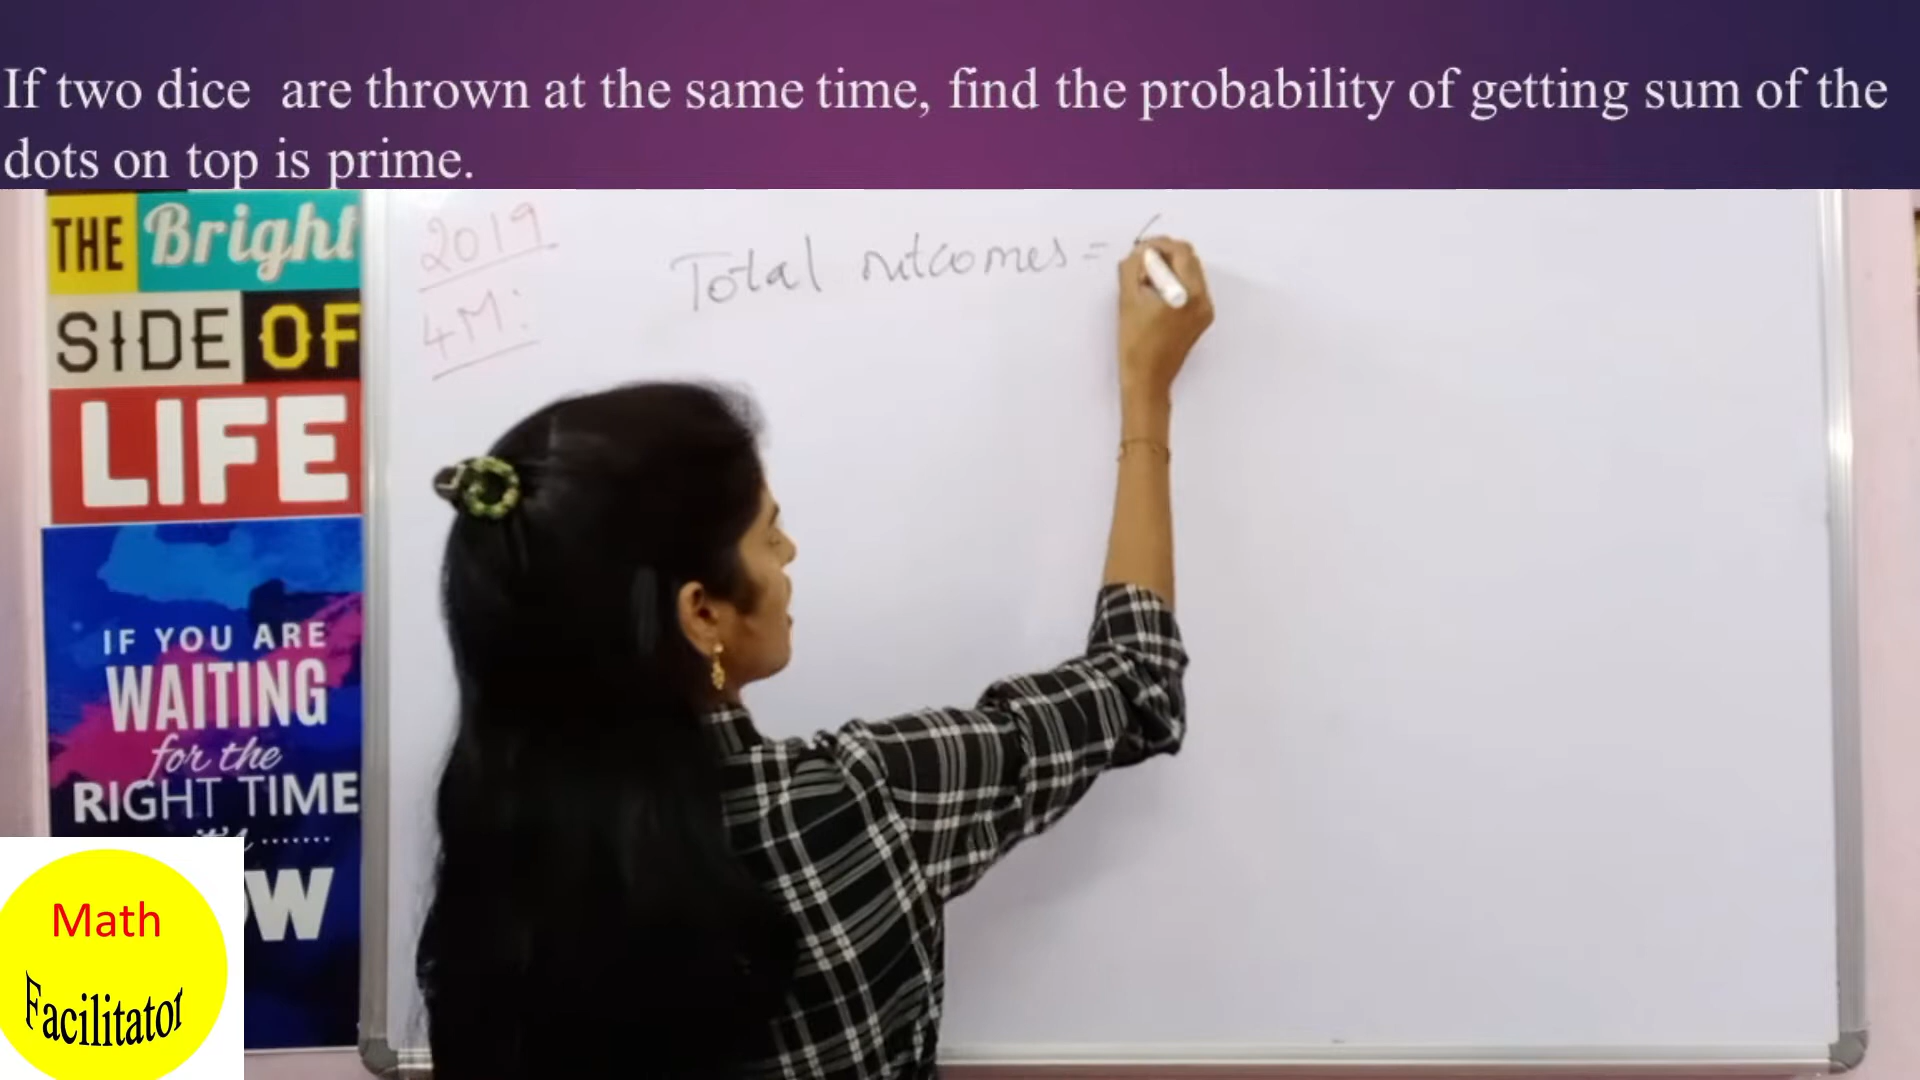 If two dice are thrown at the same time, find the probability of getting sum of the
dots on top is prime.
THE Bright
SIDE OF
LIFE
IF YOU ARE
WAITING
for the
RIGHT TIME
it's .......
2019
4M:
Total outcomes = 6
Math
Facilitator